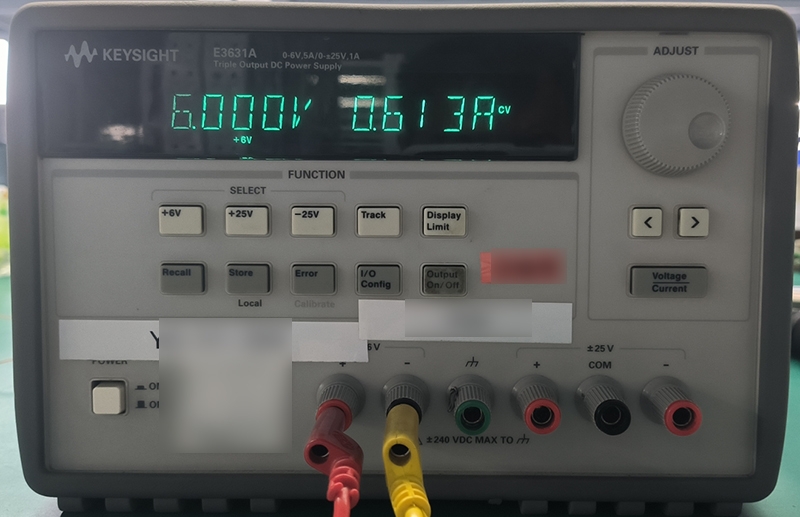 KEYSIGHT E3631A 0-6V,5A/0-±25V,1A
Triple Output DC Power Supply
6.000V 0.613A CV
+6V
ADJUST
FUNCTION
SELECT
+6V +25V -25V Track Display Limit
< >
Recall Store Error I/O Config Output On/Off
Voltage Current
Local Calibrate
Y
POWER
6V ±25V
+ - + COM -
±240 VDC MAX TO